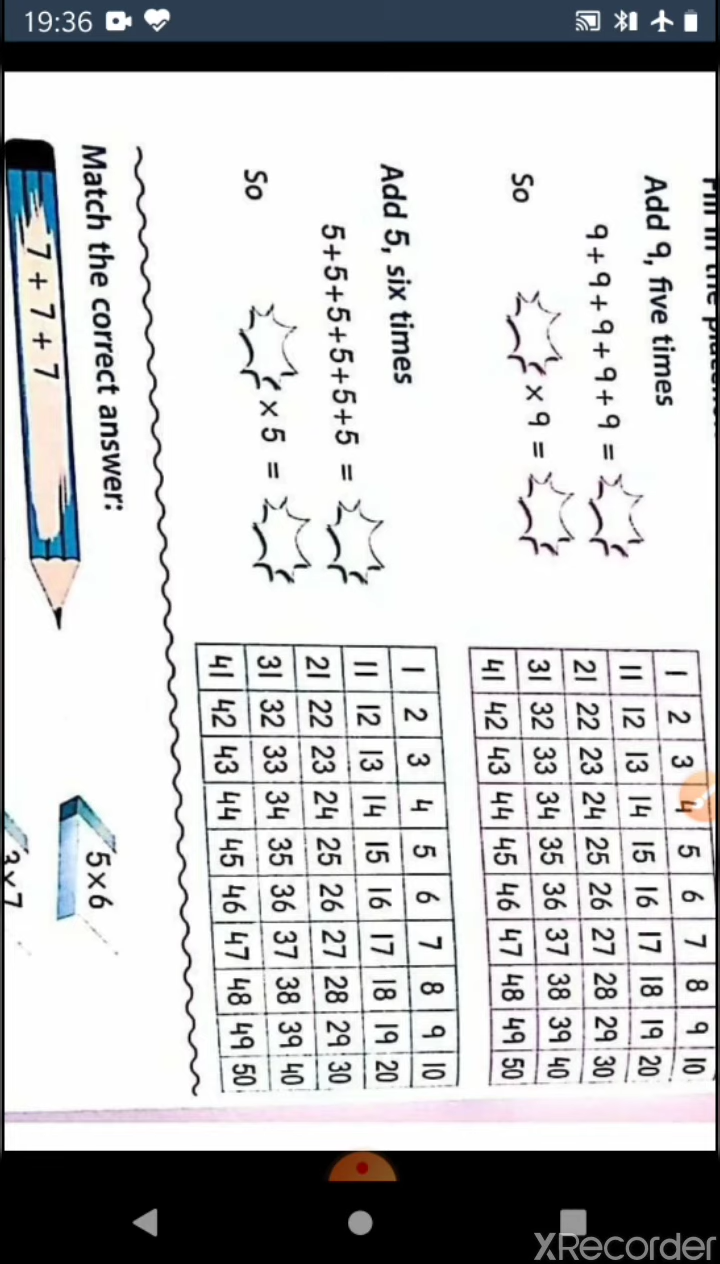 19:36
Fill in the
Add 9, five times
9+9+9+9+9 =
So × 9 =
1 2 3 4 5 6 7 8 9 10
11 12 13 14 15 16 17 18 19 20
21 22 23 24 25 26 27 28 29 30
31 32 33 34 35 36 37 38 39 40
41 42 43 44 45 46 47 48 49 50
Add 5, six times
5+5+5+5+5+5 =
So × 5 =
1 2 3 4 5 6 7 8 9 10
11 12 13 14 15 16 17 18 19 20
21 22 23 24 25 26 27 28 29 30
31 32 33 34 35 36 37 38 39 40
41 42 43 44 45 46 47 48 49 50
Match the correct answer:
7 + 7 + 7
5×6
3×7
XRecorder